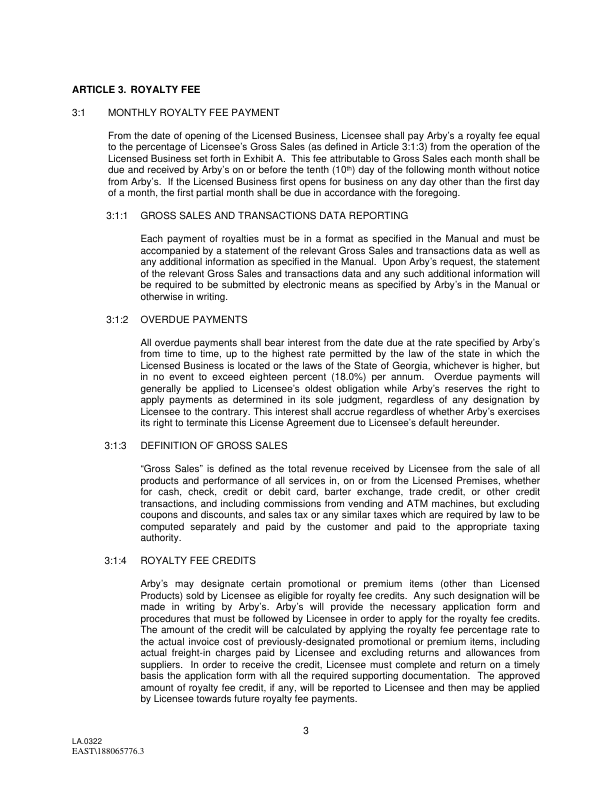 ARTICLE 3. ROYALTY FEE
3:1 MONTHLY ROYALTY FEE PAYMENT
From the date of opening of the Licensed Business, Licensee shall pay Arby's a royalty fee equal
to the percentage of Licensee's Gross Sales (as defined in Article 3:1:3) from the operation of the
Licensed Business set forth in Exhibit A. This fee attributable to Gross Sales each month shall be
due and received by Arby's on or before the tenth (10th) day of the following month without notice
from Arby's. If the Licensed Business first opens for business on any day other than the first day
of a month, the first partial month shall be due in accordance with the foregoing.
3:1:1 GROSS SALES AND TRANSACTIONS DATA REPORTING
Each payment of royalties must be in a format as specified in the Manual and must be
accompanied by a statement of the relevant Gross Sales and transactions data as well as
any additional information as specified in the Manual. Upon Arby's request, the statement
of the relevant Gross Sales and transactions data and any such additional information will
be required to be submitted by electronic means as specified by Arby's in the Manual or
otherwise in writing.
3:1:2 OVERDUE PAYMENTS
All overdue payments shall bear interest from the date due at the rate specified by Arby's
from time to time, up to the highest rate permitted by the law of the state in which the
Licensed Business is located or the laws of the State of Georgia, whichever is higher, but
in no event to exceed eighteen percent (18.0%) per annum. Overdue payments will
generally be applied to Licensee's oldest obligation while Arby's reserves the right to
apply payments as determined in its sole judgment, regardless of any designation by
Licensee to the contrary. This interest shall accrue regardless of whether Arby's exercises
its right to terminate this License Agreement due to Licensee's default hereunder.
3:1:3 DEFINITION OF GROSS SALES
"Gross Sales" is defined as the total revenue received by Licensee from the sale of all
products and performance of all services in, on or from the Licensed Premises, whether
for cash, check, credit or debit card, barter exchange, trade credit, or other credit
transactions, and including commissions from vending and ATM machines, but excluding
coupons and discounts, and sales tax or any similar taxes which are required by law to be
computed separately and paid by the customer and paid to the appropriate taxing
authority.
3:1:4 ROYALTY FEE CREDITS
Arby's may designate certain promotional or premium items (other than Licensed
Products) sold by Licensee as eligible for royalty fee credits. Any such designation will be
made in writing by Arby's. Arby's will provide the necessary application form and
procedures that must be followed by Licensee in order to apply for the royalty fee credits.
The amount of the credit will be calculated by applying the royalty fee percentage rate to
the actual invoice cost of previously-designated promotional or premium items, including
actual freight-in charges paid by Licensee and excluding returns and allowances from
suppliers. In order to receive the credit, Licensee must complete and return on a timely
basis the application form with all the required supporting documentation. The approved
amount of royalty fee credit, if any, will be reported to Licensee and then may be applied
by Licensee towards future royalty fee payments.
3
LA.0322
EAST\188065776.3